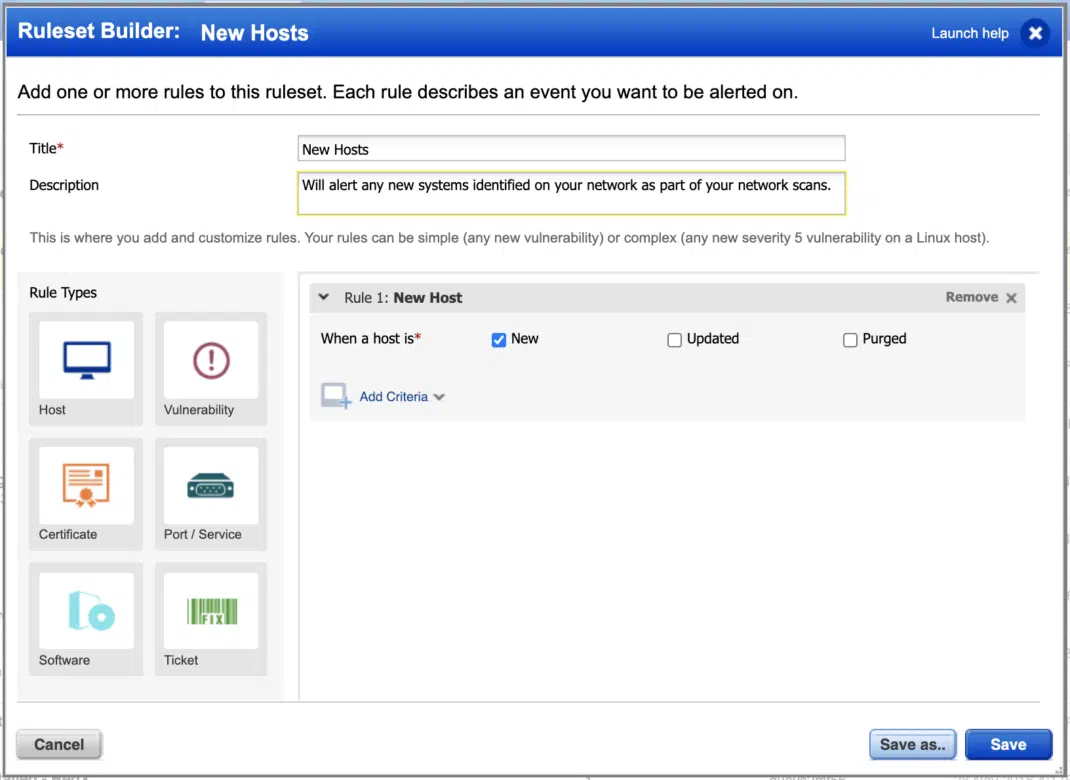 Ruleset Builder: New Hosts
Launch help
Add one or more rules to this ruleset. Each rule describes an event you want to be alerted on.
Title*
New Hosts
Description
Will alert any new systems identified on your network as part of your network scans.
This is where you add and customize rules. Your rules can be simple (any new vulnerability) or complex (any new severity 5 vulnerability on a Linux host).
Rule Types
Host
Vulnerability
Certificate
Port / Service
FIX
Software
Ticket
Rule 1: New Host
Remove
When a host is*
New
Updated
Purged
Add Criteria
Cancel
Save as..
Save